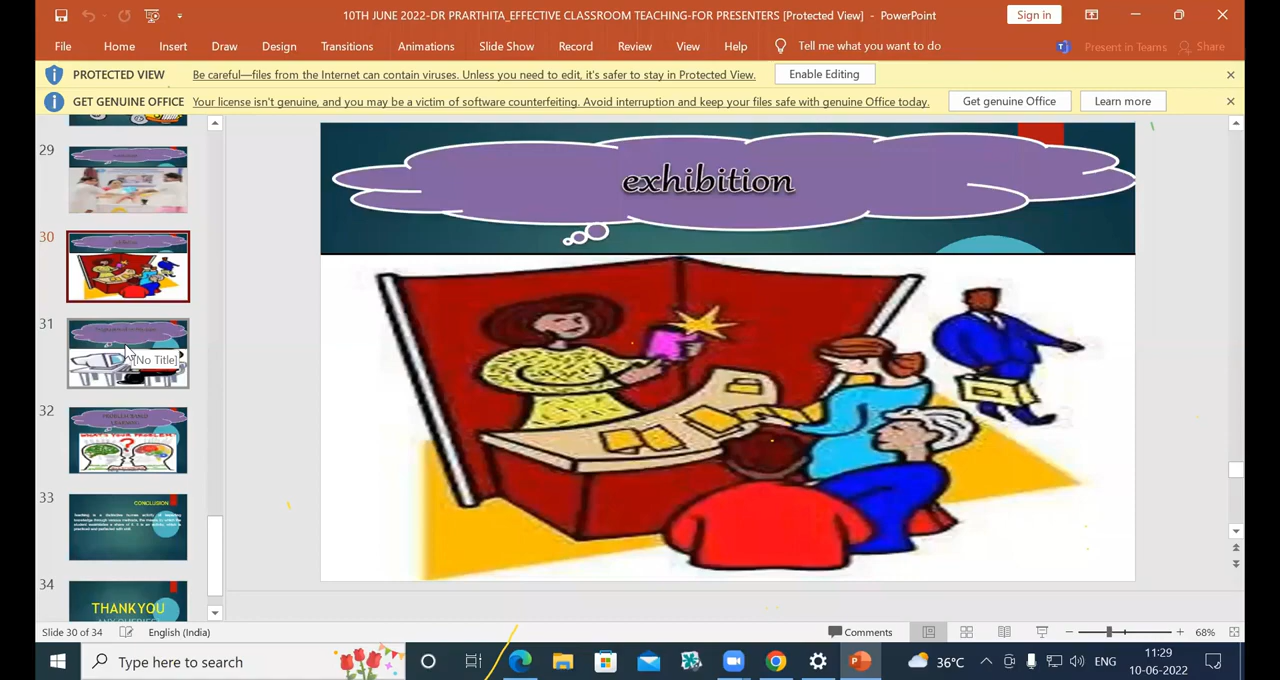 10TH JUNE 2022-DR PRARTHITA_EFFECTIVE CLASSROOM TEACHING-FOR PRESENTERS [Protected View] - PowerPoint
Sign in
File Home Insert Draw Design Transitions Animations Slide Show Record Review View Help Tell me what you want to do Present in Teams Share
PROTECTED VIEW Be careful—files from the Internet can contain viruses. Unless you need to edit, it's safer to stay in Protected View. Enable Editing
GET GENUINE OFFICE Your license isn't genuine, and you may be a victim of software counterfeiting. Avoid interruption and keep your files safe with genuine Office today. Get genuine Office Learn more
29
30
31
[No Title]
32
PROBLEM BASED
LEARNING
33
CONCLUSION
34
THANK YOU
exhibition
Slide 30 of 34 English (India) Comments 68%
Type here to search 36°C ENG 11:29
10-06-2022